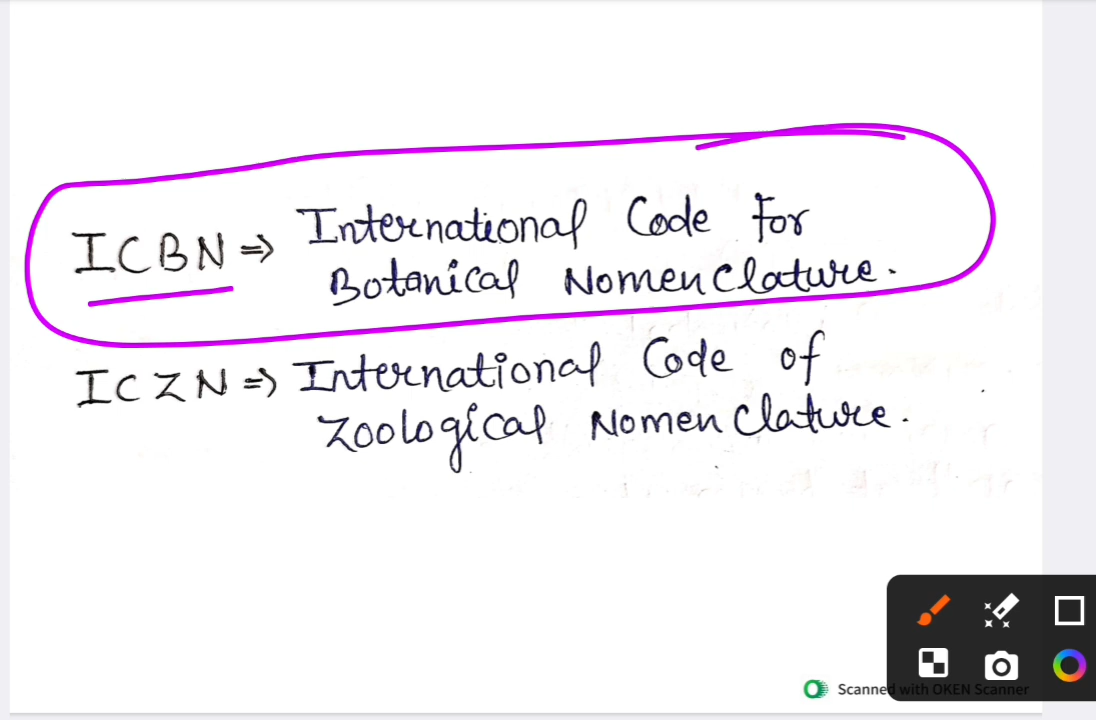 ICBN => International Code For
Botanical Nomenclature.
ICZN => International Code of
Zoological Nomenclature.
Scanned with OKEN Scanner